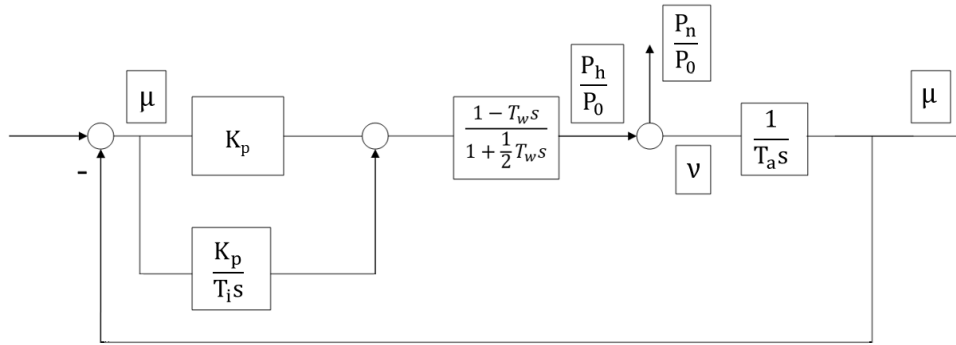 P_n/P_0
μ
K_p
(1 − T_w s)/(1 + 1/2 T_w s)
P_h/P_0
ν
1/(T_a s)
μ
-
K_p/(T_i s)